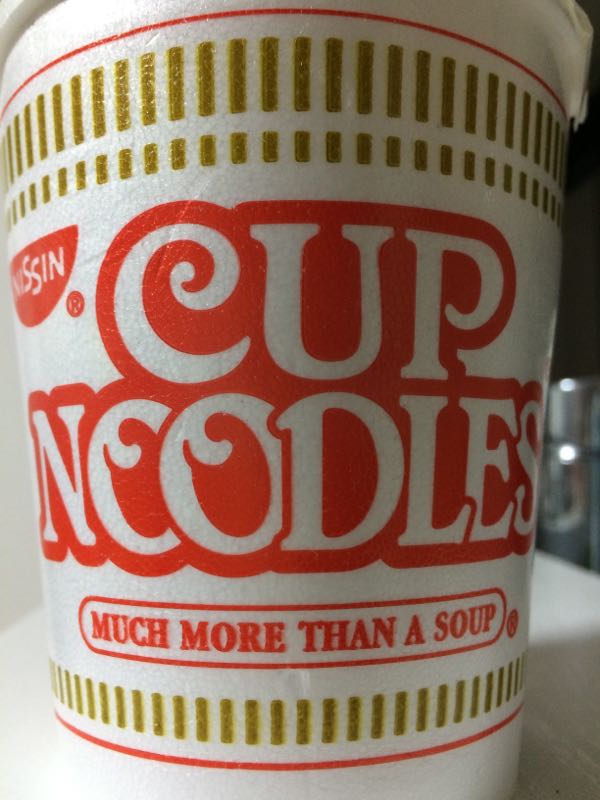 NISSIN ®
CUP
NOODLES
MUCH MORE THAN A SOUP ®